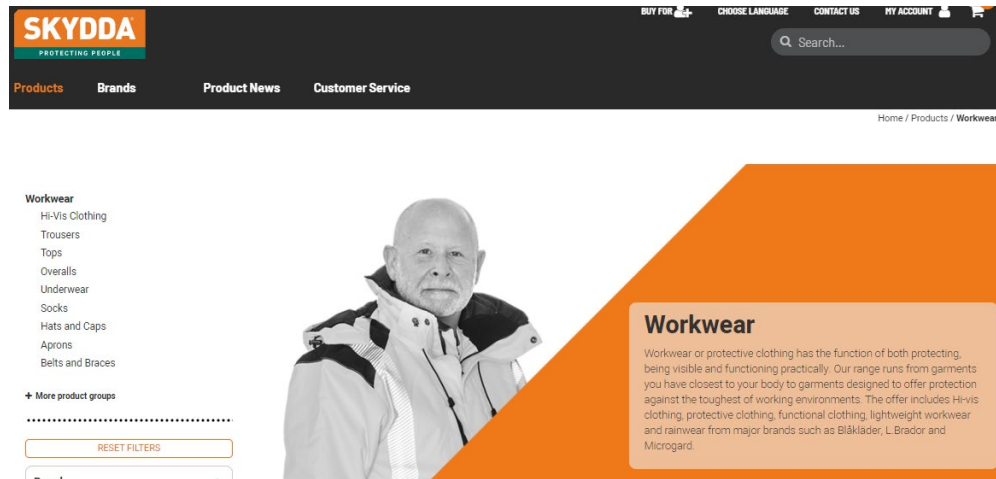 BUY FOR
CHOOSE LANGUAGE
CONTACT US
MY ACCOUNT
SKYDDA
PROTECTING PEOPLE
Search...
Products
Brands
Product News
Customer Service
Home / Products / Workwear
Workwear
Hi-Vis Clothing
Trousers
Tops
Overalls
Underwear
Socks
Hats and Caps
Aprons
Belts and Braces
+ More product groups
RESET FILTERS
Workwear
Workwear or protective clothing has the function of both protecting,
being visible and functioning practically. Our range runs from garments
you have closest to your body to garments designed to offer protection
against the toughest of working environments. The offer includes Hi-vis
clothing, protective clothing, functional clothing, lightweight workwear
and rainwear from major brands such as Blåkläder, L.Brador and
Microgard.